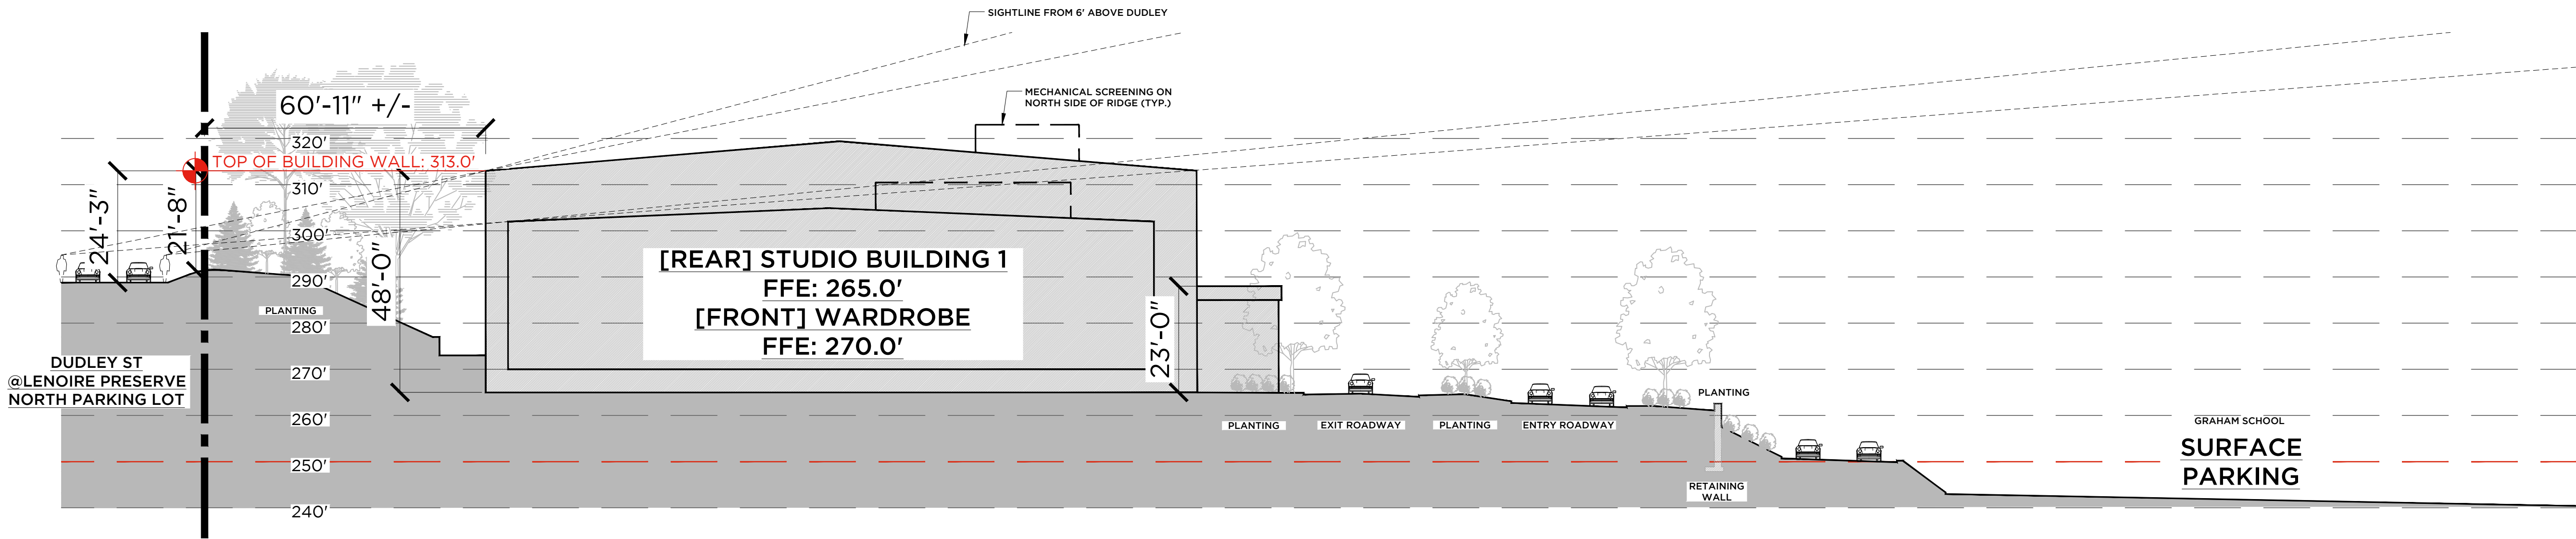 SIGHTLINE FROM 6' ABOVE DUDLEY
MECHANICAL SCREENING ON
NORTH SIDE OF RIDGE (TYP.)
60'-11" +/-
320'
TOP OF BUILDING WALL: 313.0'
310'
24'-3"
21'-8"
300'
48'-0"
290'
PLANTING
280'
270'
260'
250'
240'
DUDLEY ST
@LENOIRE PRESERVE
NORTH PARKING LOT
[REAR] STUDIO BUILDING 1
FFE: 265.0'
[FRONT] WARDROBE
FFE: 270.0'
23'-0"
PLANTING
EXIT ROADWAY
PLANTING
ENTRY ROADWAY
PLANTING
RETAINING
WALL
GRAHAM SCHOOL
SURFACE
PARKING